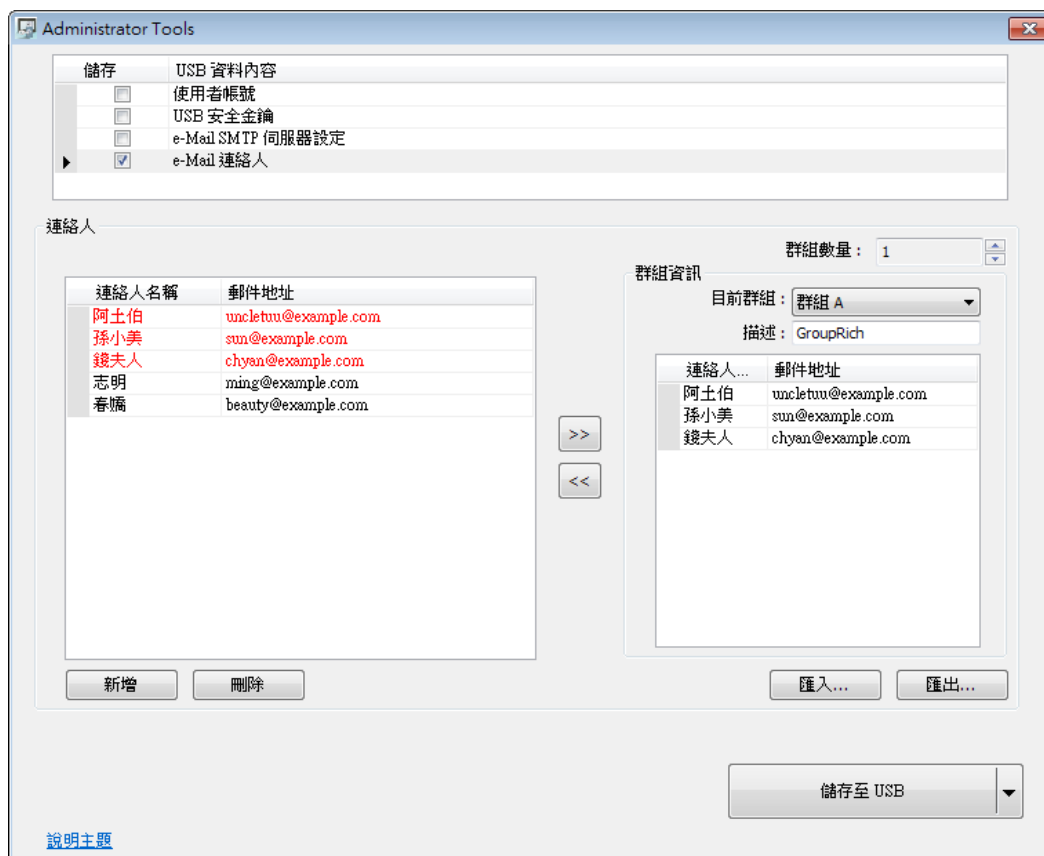 Administrator Tools
儲存 USB 資料內容
使用者帳號
USB 安全金鑰
e-Mail SMTP 伺服器設定
e-Mail 連絡人
連絡人
群組數量： 1
連絡人名稱 郵件地址
阿土伯 uncletuu@example.com
孫小美 sun@example.com
錢夫人 chyan@example.com
志明 ming@example.com
春嬌 beauty@example.com
>>
<<
群組資訊
目前群組： 群組 A
描述： GroupRich
連絡人... 郵件地址
阿土伯 uncletuu@example.com
孫小美 sun@example.com
錢夫人 chyan@example.com
新增 刪除 匯入... 匯出...
儲存至 USB
說明主題